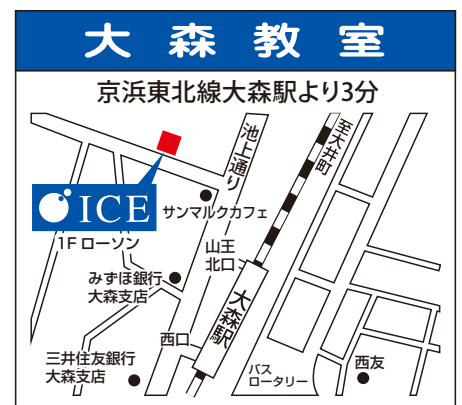 大森教室
京浜東北線大森駅より3分
池上通り
至大井町
ICE
サンマルクカフェ
1F ローソン
山王
北口
みずほ銀行
大森支店
大森駅
西口
三井住友銀行
大森支店
バス
ロータリー
西友